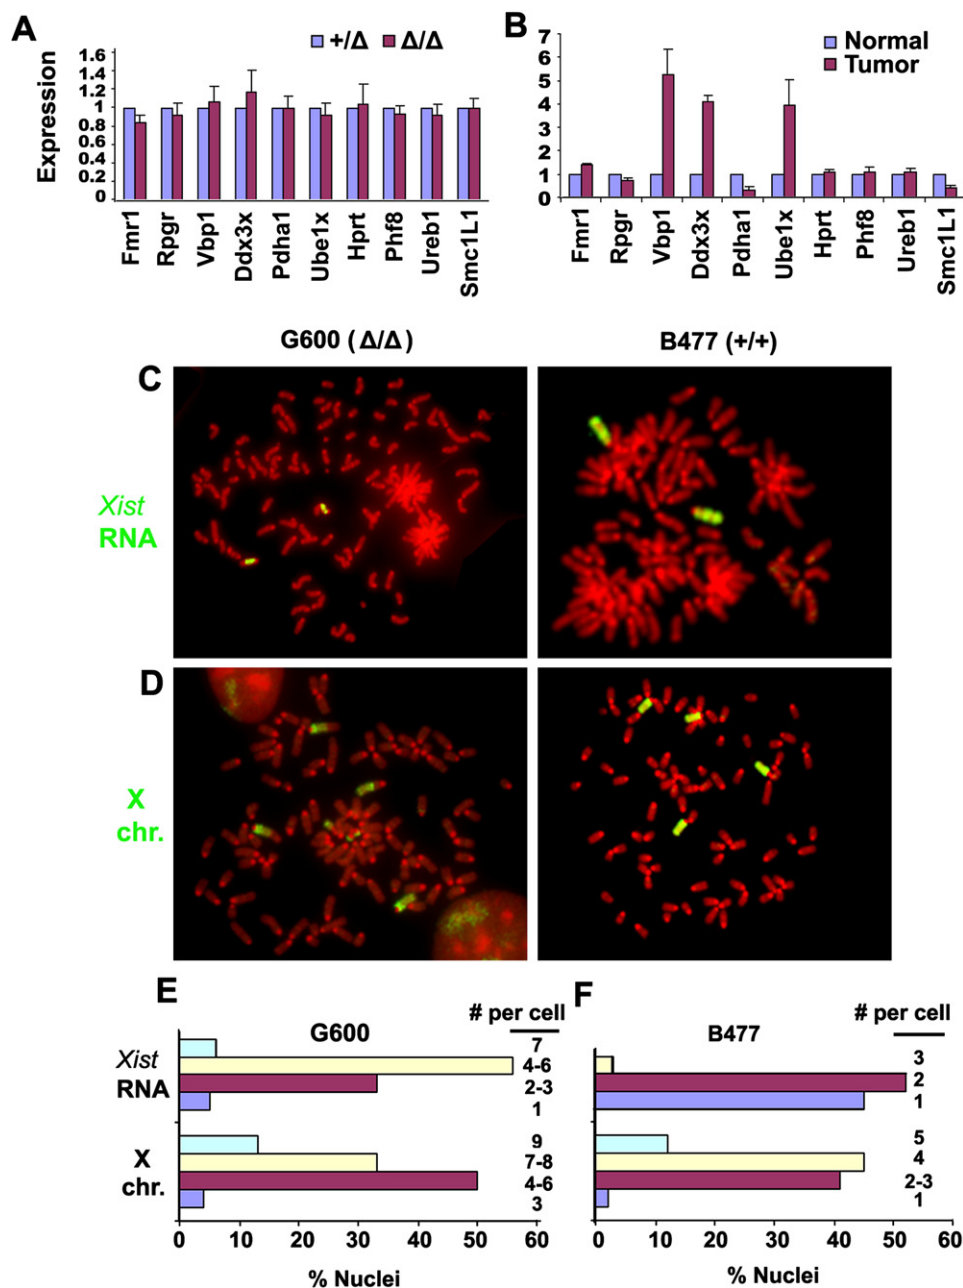 A
+/Δ Δ/Δ
Expression
1.6
1.4
1.2
1
0.8
0.6
0.4
0.2
0
Fmr1
Rpgr
Vbp1
Ddx3x
Pdha1
Ube1x
Hprt
Phf8
Ureb1
Smc1L1
B
Normal
Tumor
7
6
5
4
3
2
1
0
Fmr1
Rpgr
Vbp1
Ddx3x
Pdha1
Ube1x
Hprt
Phf8
Ureb1
Smc1L1
G600 (Δ/Δ)
B477 (+/+)
C
Xist
RNA
D
X
chr.
E
G600
# per cell
Xist
RNA
7
4-6
2-3
1
X
chr.
9
7-8
4-6
3
0 10 20 30 40 50 60
% Nuclei
F
B477
# per cell
3
2
1
5
4
2-3
1
0 10 20 30 40 50 60
% Nuclei